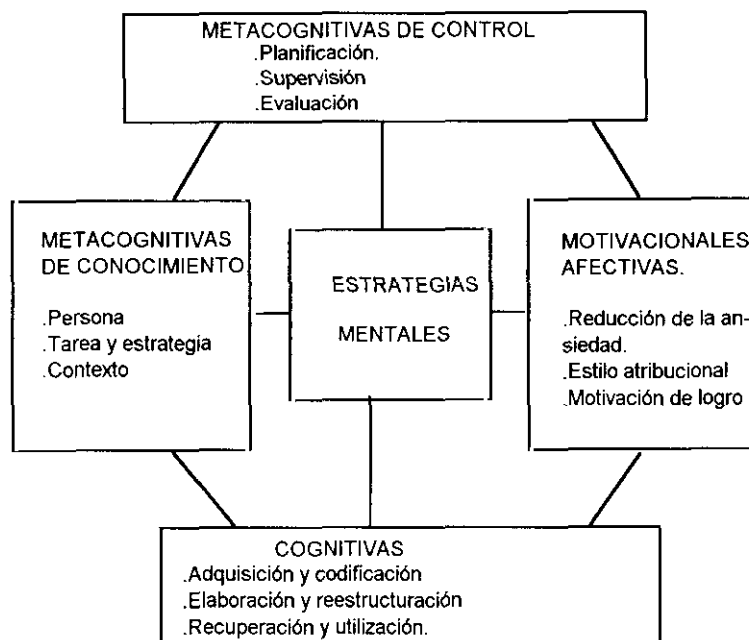 METACOGNITIVAS DE CONTROL
.Planificación.
.Supervisión
.Evaluación
METACOGNITIVAS
DE CONOCIMIENTO
.Persona
.Tarea y estrategia
.Contexto
ESTRATEGIAS
MENTALES
MOTIVACIONALES
AFECTIVAS.
.Reducción de la an-
siedad.
.Estilo atribucional
.Motivación de logro
COGNITIVAS
.Adquisición y codificación
.Elaboración y reestructuración
.Recuperación y utilización.